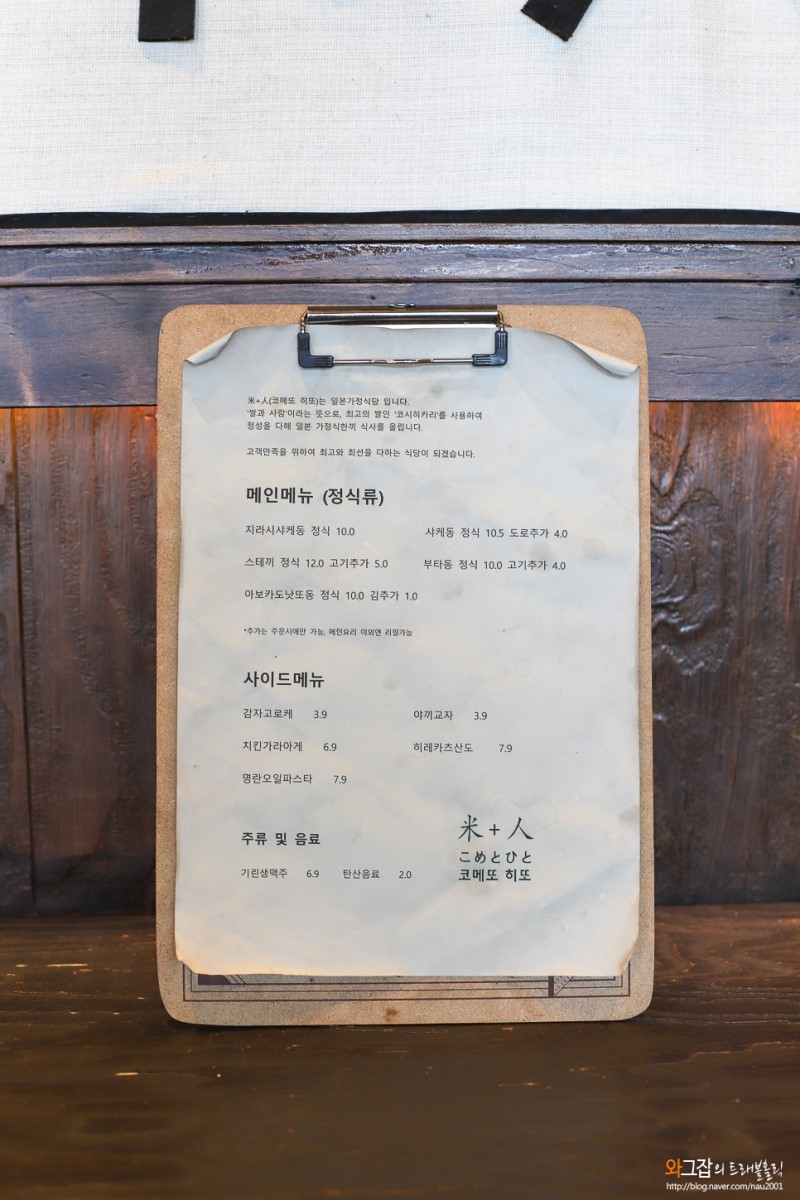 米+人(코메또 히또)는 일본가정식당 입니다.
'쌀과 사람'이라는 뜻으로, 최고의 쌀인 '코시히카리'를 사용하여
정성을 다해 일본 가정식한끼 식사를 올립니다.
고객만족을 위하여 최고와 최선을 다하는 식당이 되겠습니다.
메인메뉴 (정식류)
지라시샤케동 정식 10.0 샤케동 정식 10.5 도로추가 4.0
스테끼 정식 12.0 고기추가 5.0 부타동 정식 10.0 고기추가 4.0
아보카도낫또동 정식 10.0 김추가 1.0
*추가는 주문시에만 가능, 메인요리 이외엔 리필가능
사이드메뉴
감자고로케 3.9 야끼교자 3.9
치킨가라아게 6.9 히레카츠산도 7.9
명란오일파스타 7.9
주류 및 음료
기린생맥주 6.9 탄산음료 2.0
米+人
こめとひと
코메또 히또
와그잡의 트래블홀릭
http://blog.naver.com/nau2001